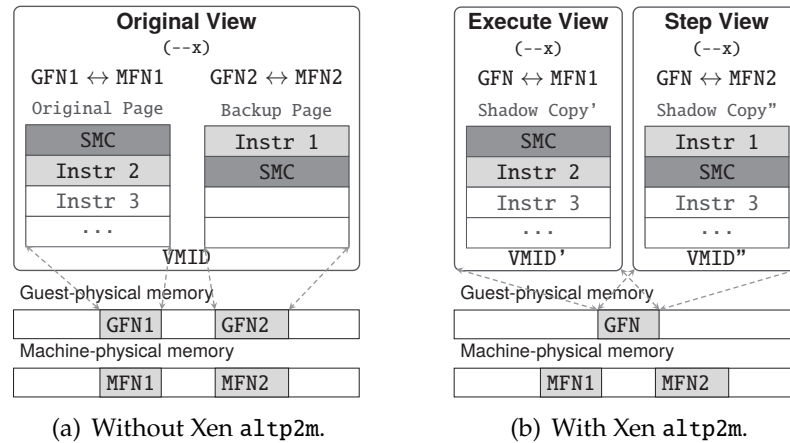 Original View
(--x)
GFN1 ↔ MFN1 GFN2 ↔ MFN2
Original Page Backup Page
SMC Instr 1
Instr 2 SMC
Instr 3
...
VMID
Guest-physical memory
GFN1 GFN2
Machine-physical memory
MFN1 MFN2
(a) Without Xen altp2m.
Execute View Step View
(--x) (--x)
GFN ↔ MFN1 GFN ↔ MFN2
Shadow Copy' Shadow Copy"
SMC Instr 1
Instr 2 SMC
Instr 3 Instr 3
... ...
VMID' VMID"
Guest-physical memory
GFN
Machine-physical memory
MFN1 MFN2
(b) With Xen altp2m.